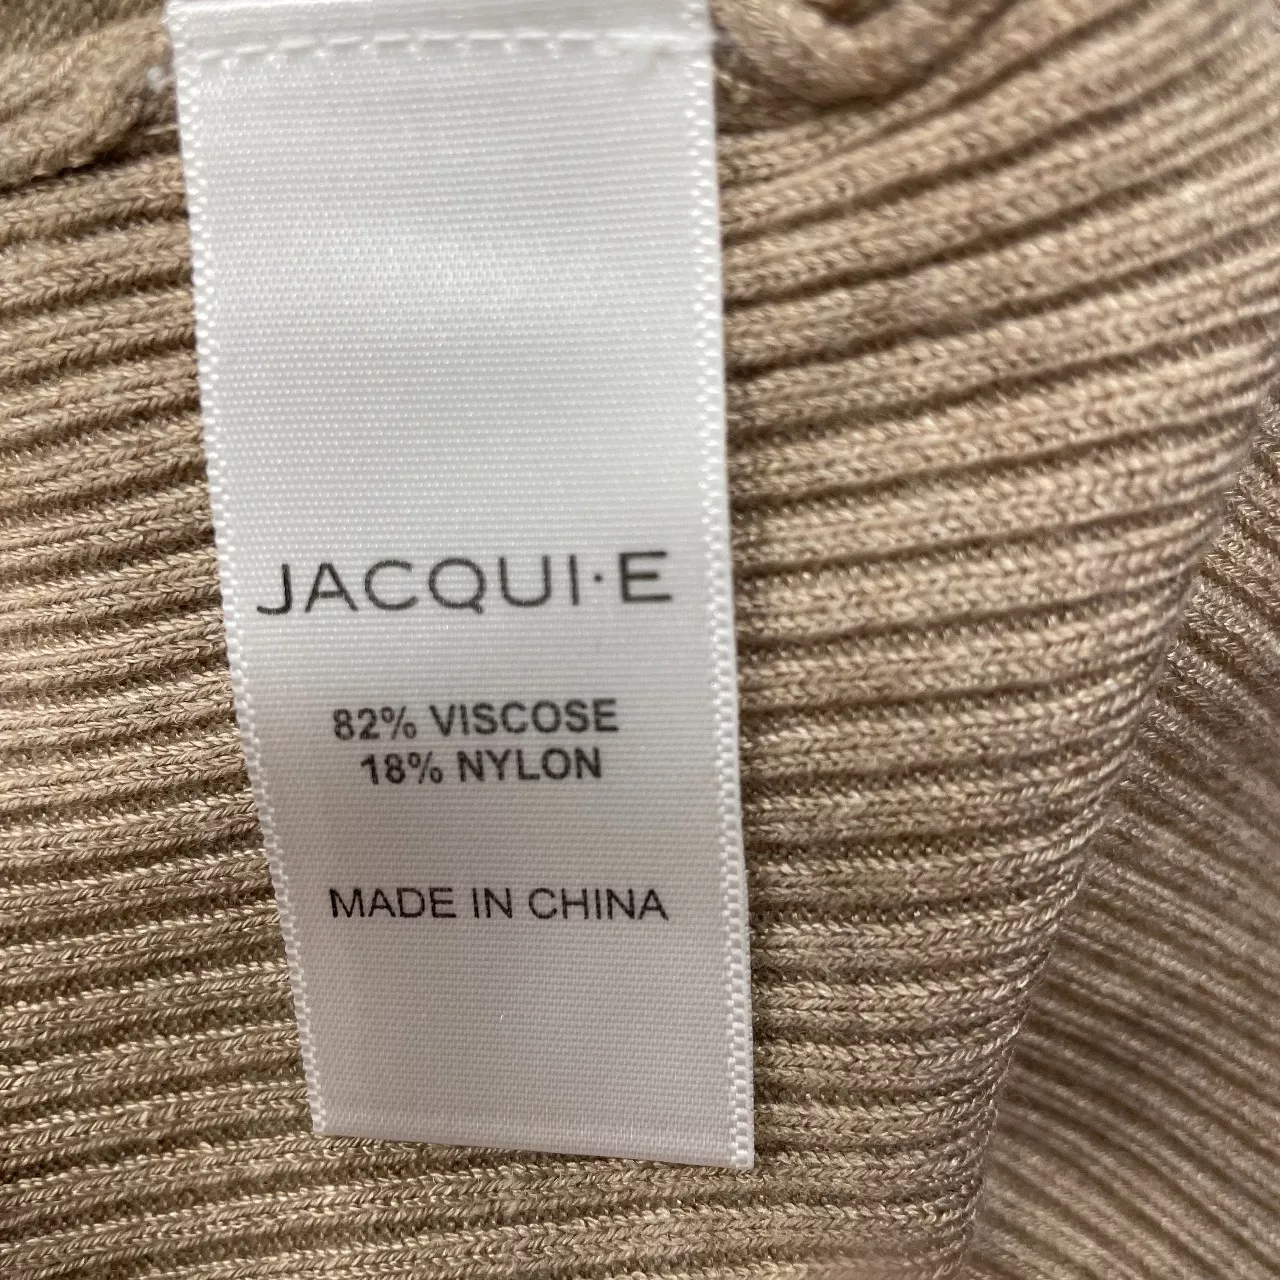 JACQUI·E
82% VISCOSE
18% NYLON
MADE IN CHINA